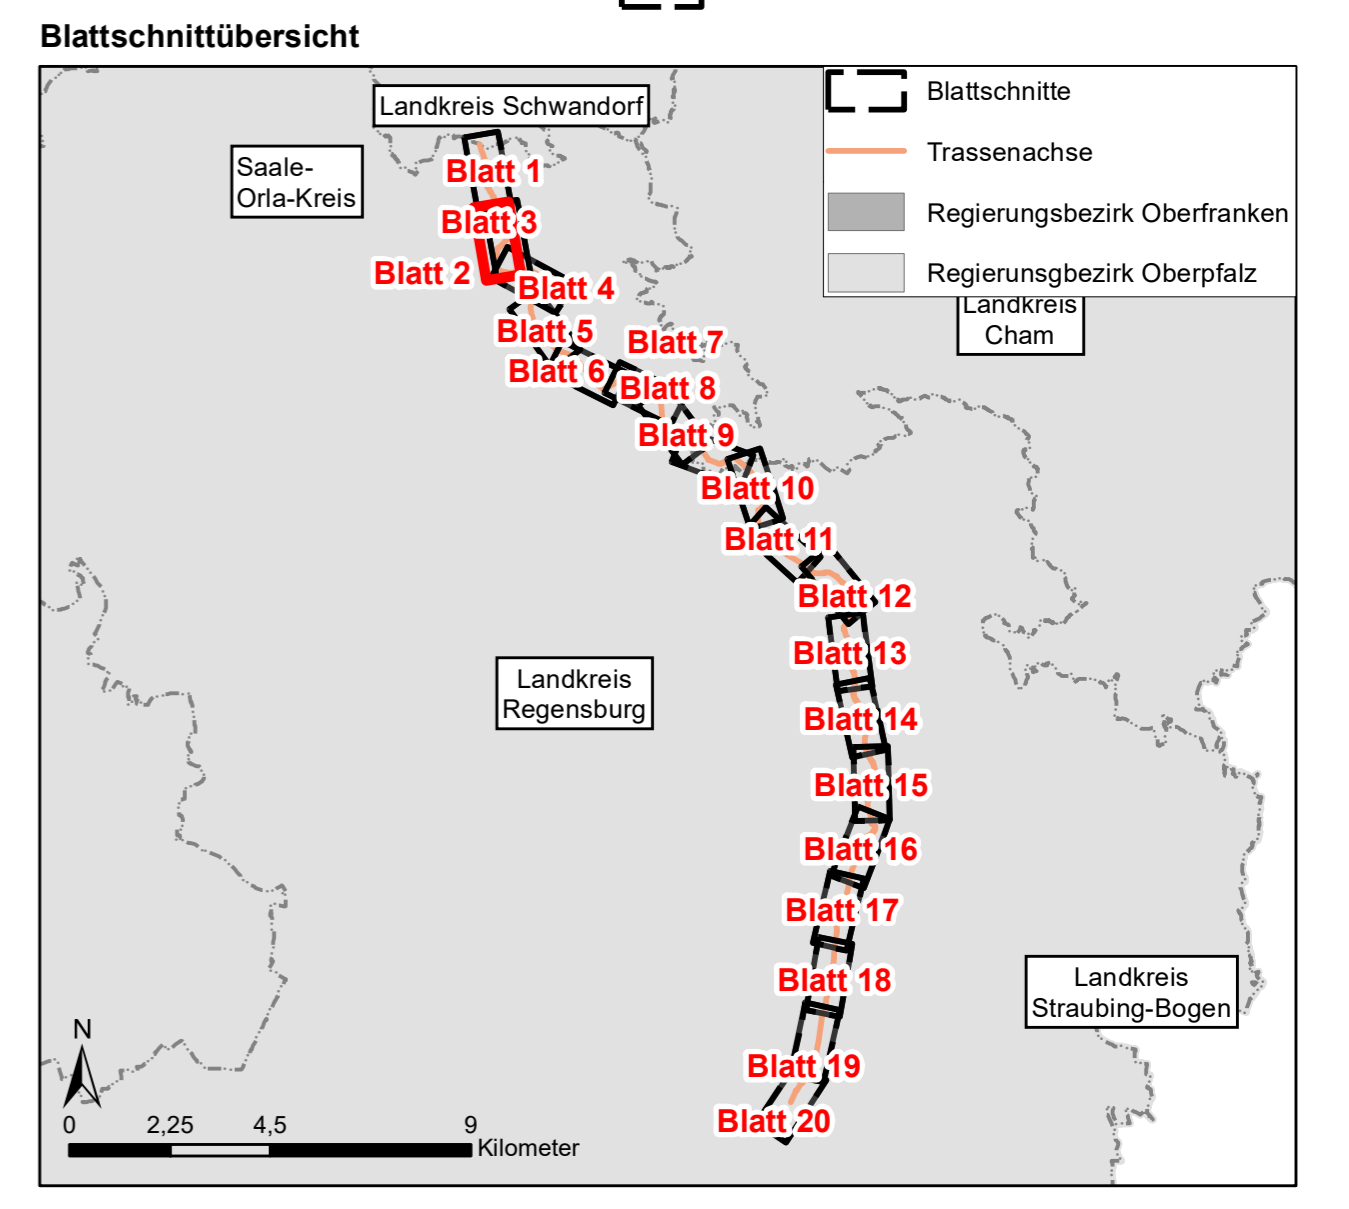 Blattschnittübersicht
Landkreis Schwandorf
Saale-
Orla-Kreis
Blattschnitte
Trassenachse
Regierungsbezirk Oberfranken
Regierunsgbezirk Oberpfalz
Landkreis
Cham
Blatt 1
Blatt 3
Blatt 2
Blatt 4
Blatt 5
Blatt 7
Blatt 6
Blatt 8
Blatt 9
Blatt 10
Blatt 11
Blatt 12
Blatt 13
Landkreis
Regensburg
Blatt 14
Blatt 15
Blatt 16
Blatt 17
Blatt 18
Landkreis
Straubing-Bogen
Blatt 19
Blatt 20
N
0 2,25 4,5 9
Kilometer